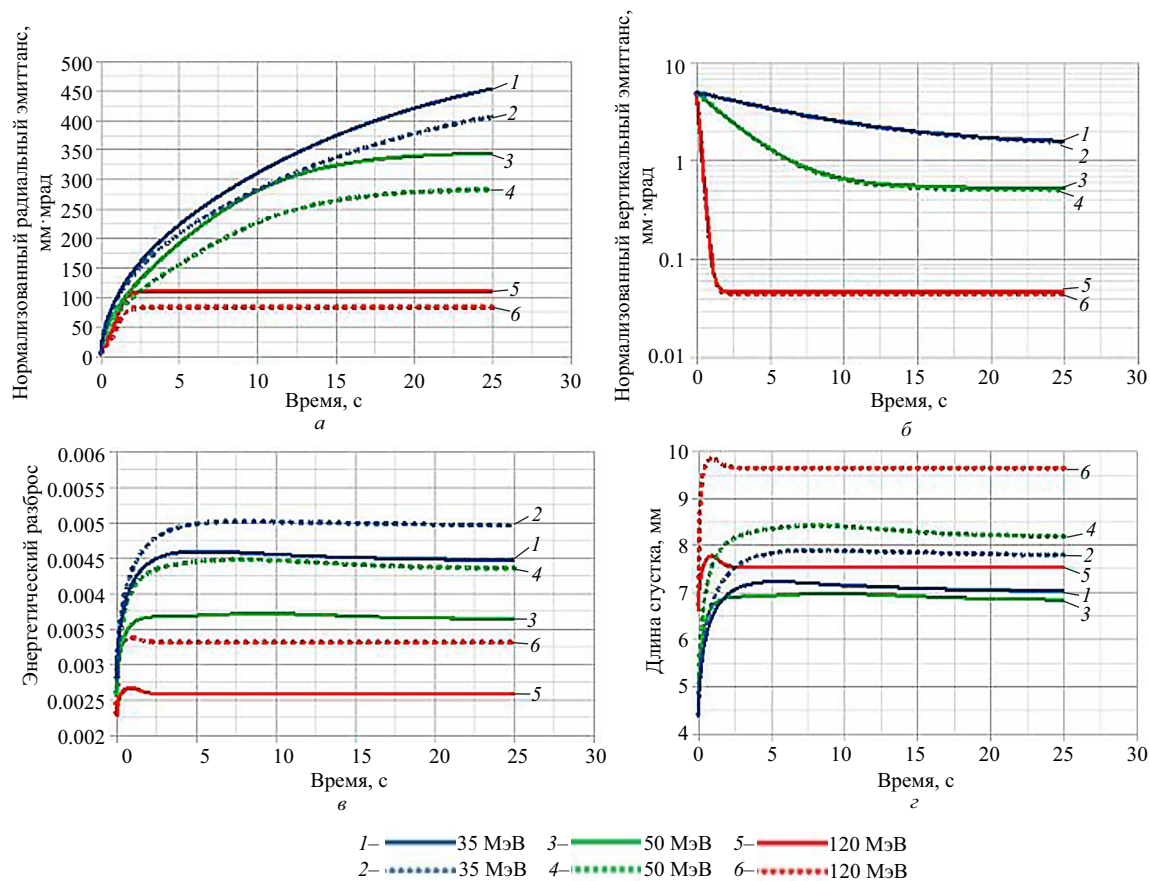 Нормализованный радиальный эмиттанс,
мм·мрад
500
450
400
350
300
250
200
150
100
50
0
0 5 10 15 20 25 30
Время, с
а
1
2
3
4
5
6
Нормализованный вертикальный эмиттанс,
мм·мрад
10
1
0.1
0.01
0 5 10 15 20 25 30
Время, с
б
1
2
3
4
5
6
Энергетический разброс
0.006
0.0055
0.005
0.0045
0.004
0.0035
0.003
0.0025
0.002
0 5 10 15 20 25 30
Время, с
в
2
1
4
3
6
5
Длина сгустка, мм
10
9
8
7
6
5
4
0 5 10 15 20 25 30
Время, с
г
6
4
2
5
1
3
1– 35 МэВ 3– 50 МэВ 5– 120 МэВ
2– 35 МэВ 4– 50 МэВ 6– 120 МэВ